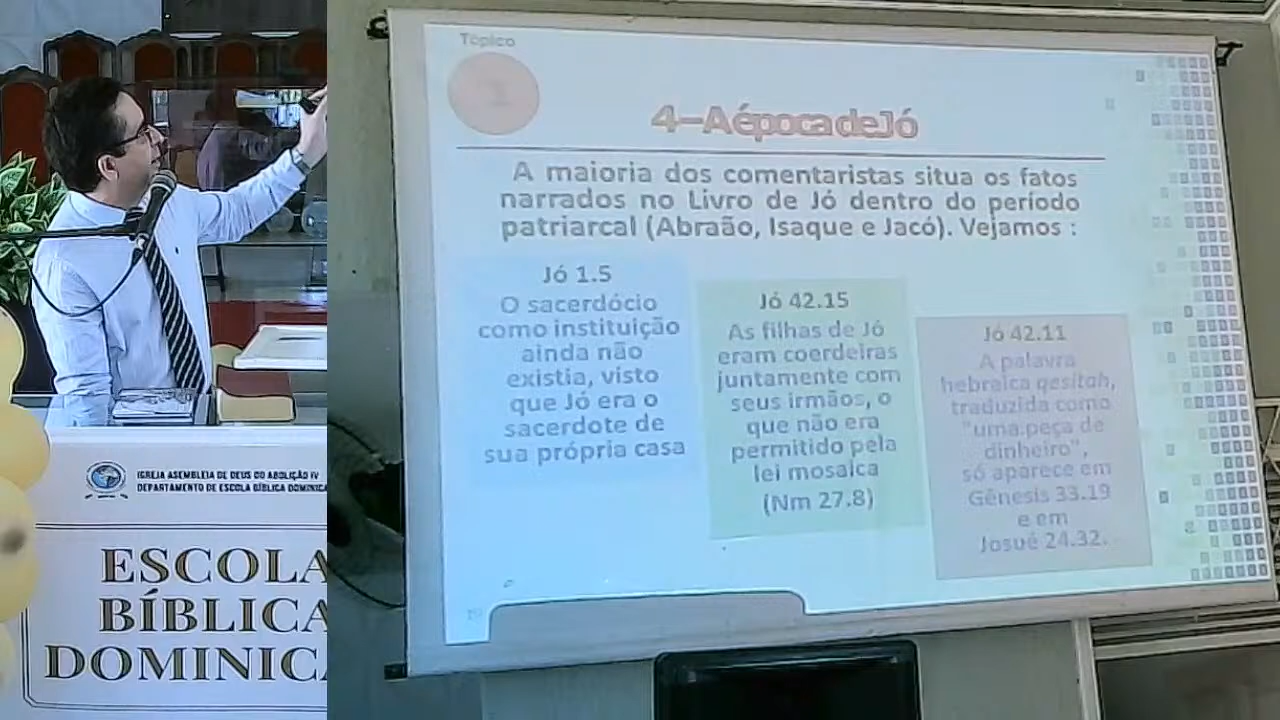 Tópico
4-A época de Jó
A maioria dos comentaristas situa os fatos
narrados no Livro de Jó dentro do período
patriarcal (Abraão, Isaque e Jacó). Vejamos :
Jó 1.5
O sacerdócio
como instituição
ainda não
existia, visto
que Jó era o
sacerdote de
sua própria casa
Jó 42.15
As filhas de Jó
eram coerdeiras
juntamente com
seus irmãos, o
que não era
permitido pela
lei mosaica
(Nm 27.8)
Jó 42.11
A palavra
hebraica qesitah,
traduzida como
"uma peça de
dinheiro",
só aparece em
Gênesis 33.19
e em
Josué 24.32.
IGREJA ASEMBLEIA DE DEUS DO ABOLIÇÃO IV
DEPARTAMENTO DE ESCOLA BÍBLICA DOMINICA
ESCOLA
BÍBLICA
DOMINICA